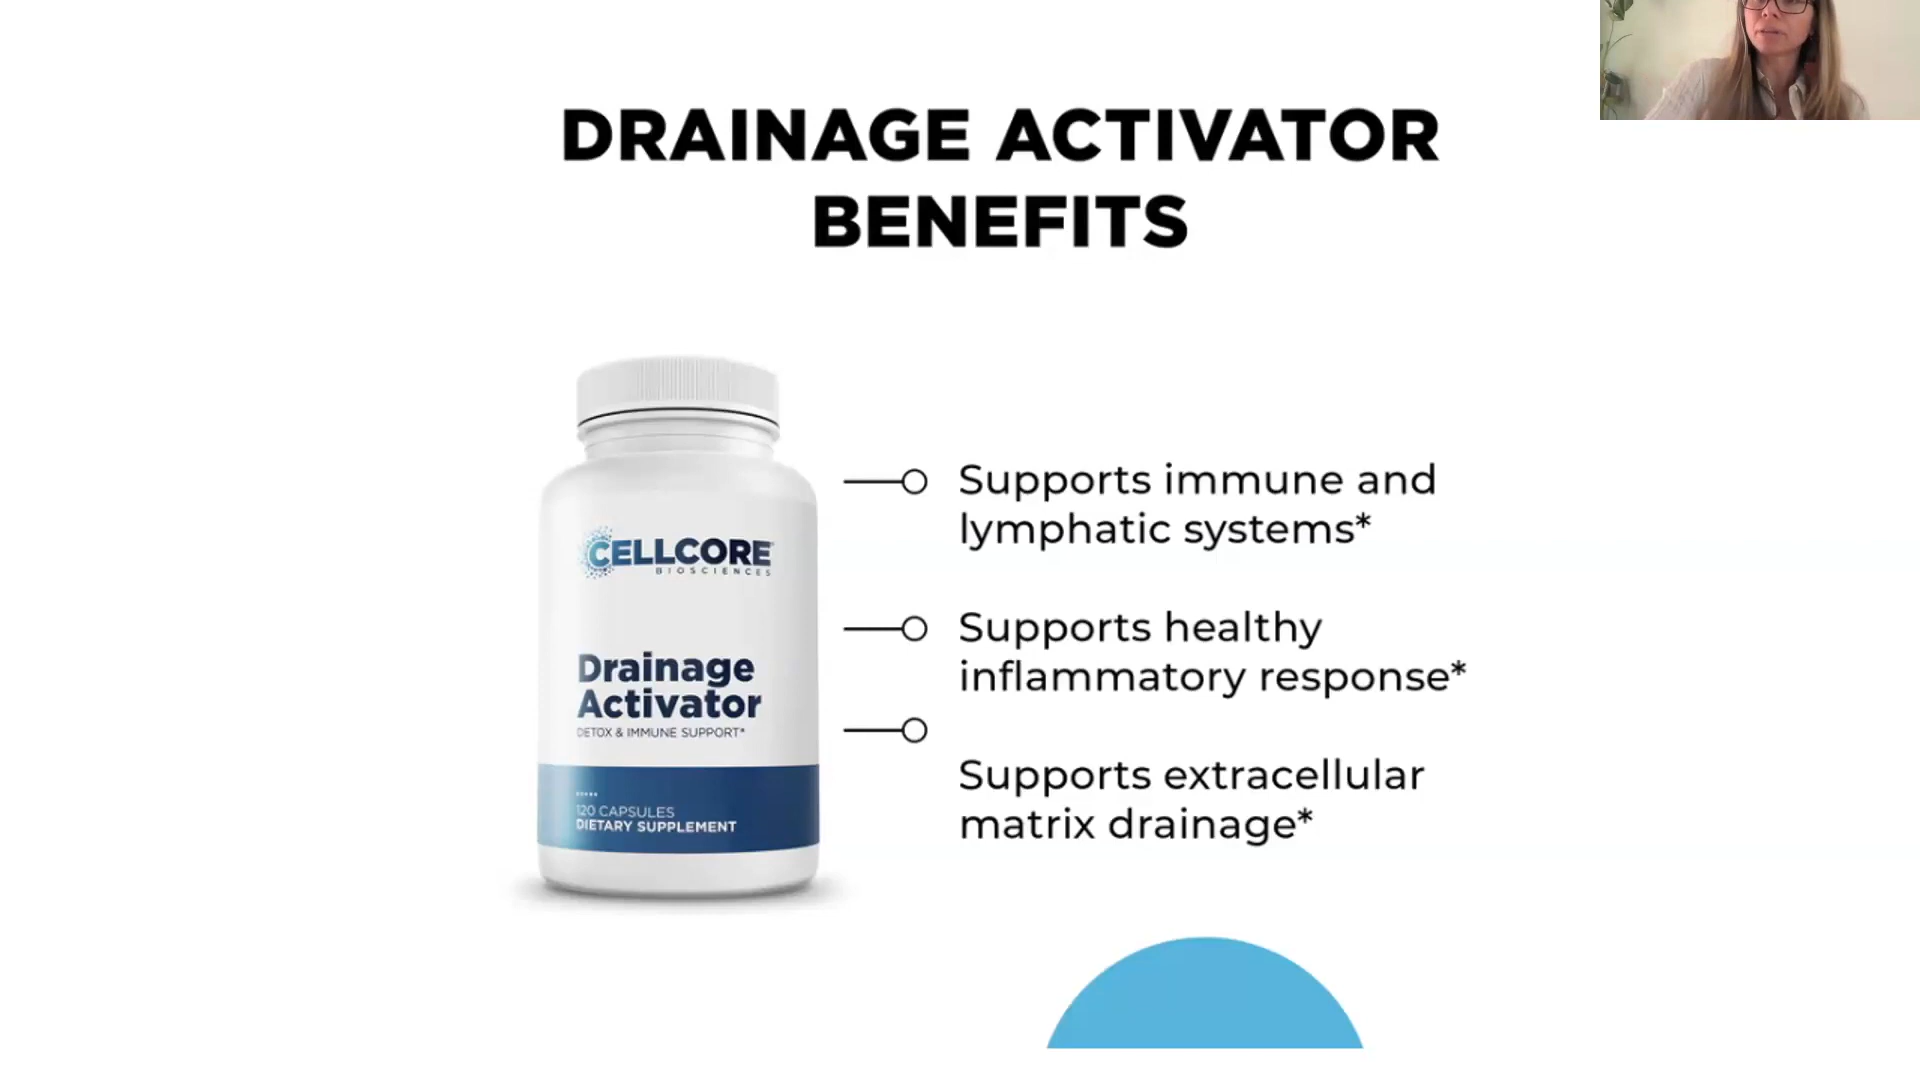 DRAINAGE ACTIVATOR
BENEFITS
CELLCORE
BIOSCIENCES
Drainage
Activator
DETOX & IMMUNE SUPPORT*
120 CAPSULES
DIETARY SUPPLEMENT
Supports immune and
lymphatic systems*
Supports healthy
inflammatory response*
Supports extracellular
matrix drainage*